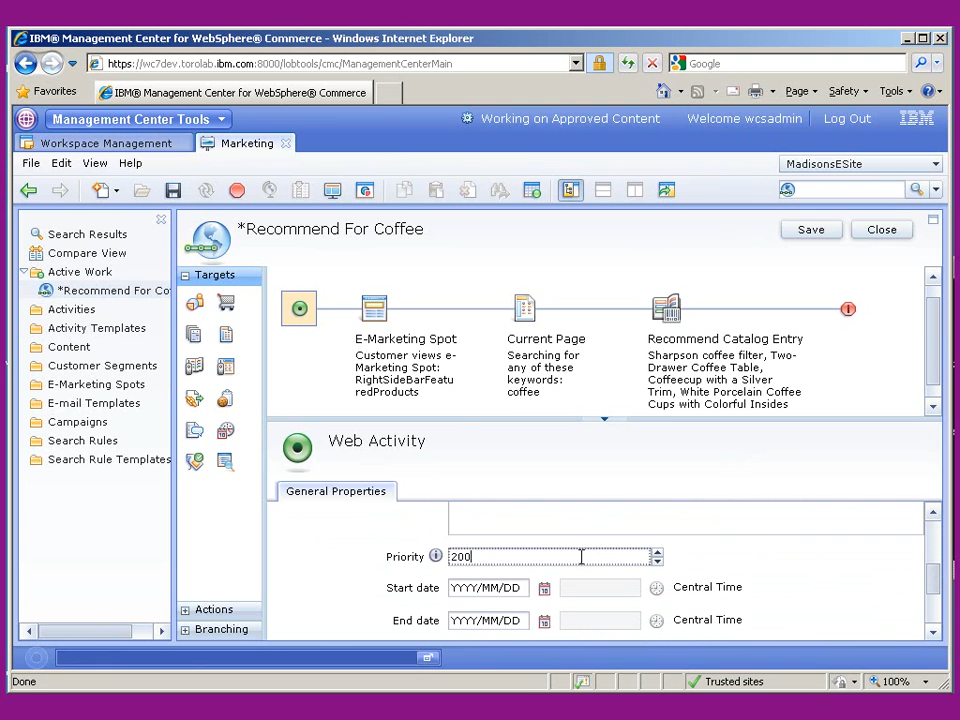 IBM® Management Center for WebSphere® Commerce - Windows Internet Explorer
https://wc7dev.torolab.ibm.com:8000/lobtools/cmc/ManagementCenterMain
Google
Favorites
IBM® Management Center for WebSphere® Commerce
Page
Safety
Tools
Management Center Tools
Working on Approved Content
Welcome wcsadmin
Log Out
IBM
Workspace Management
Marketing
File Edit View Help
MadisonsESite
Search Results
Compare View
Active Work
*Recommend For Co
Activities
Activity Templates
Content
Customer Segments
E-Marketing Spots
E-mail Templates
Campaigns
Search Rules
Search Rule Templates
*Recommend For Coffee
Save
Close
Targets
Actions
Branching
E-Marketing Spot
Customer views e-
Marketing Spot:
RightSideBarFeatu
redProducts
Current Page
Searching for
any of these
keywords:
coffee
Recommend Catalog Entry
Sharpson coffee filter, Two-
Drawer Coffee Table,
Coffeecup with a Silver
Trim, White Porcelain Coffee
Cups with Colorful Insides
Web Activity
General Properties
Priority
200
Start date
YYYY/MM/DD
10
Central Time
End date
YYYY/MM/DD
10
Central Time
Done
Trusted sites
100%